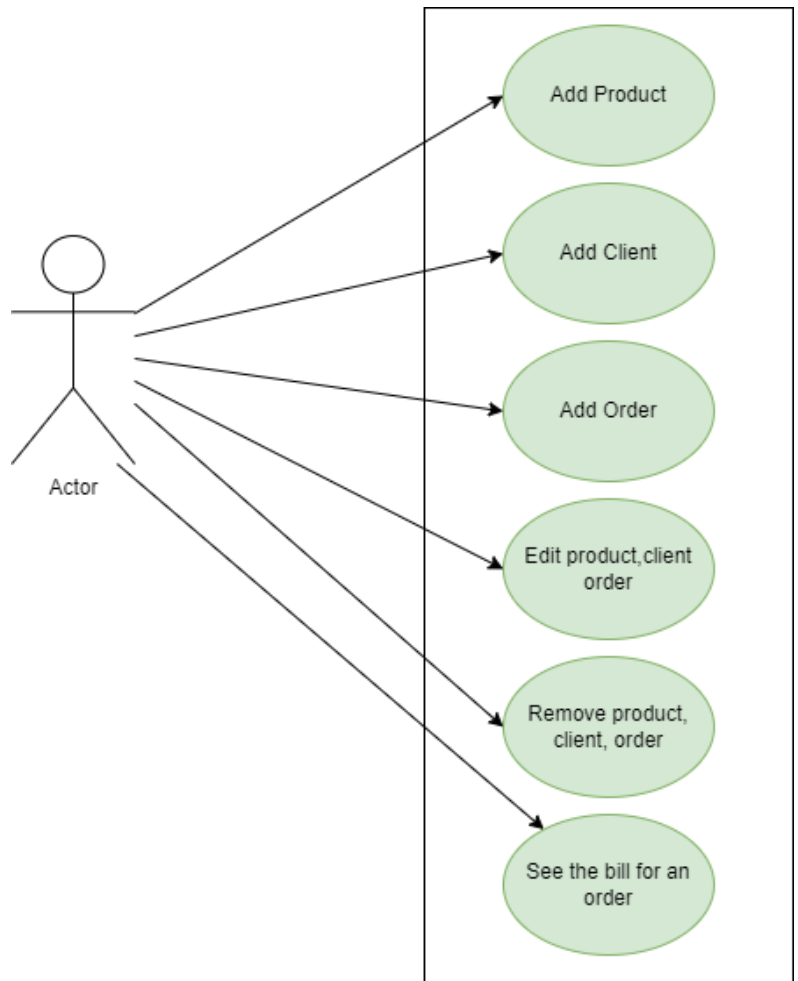 Add Product
Add Client
Add Order
Actor
Edit product,client
order
Remove product,
client, order
See the bill for an
order